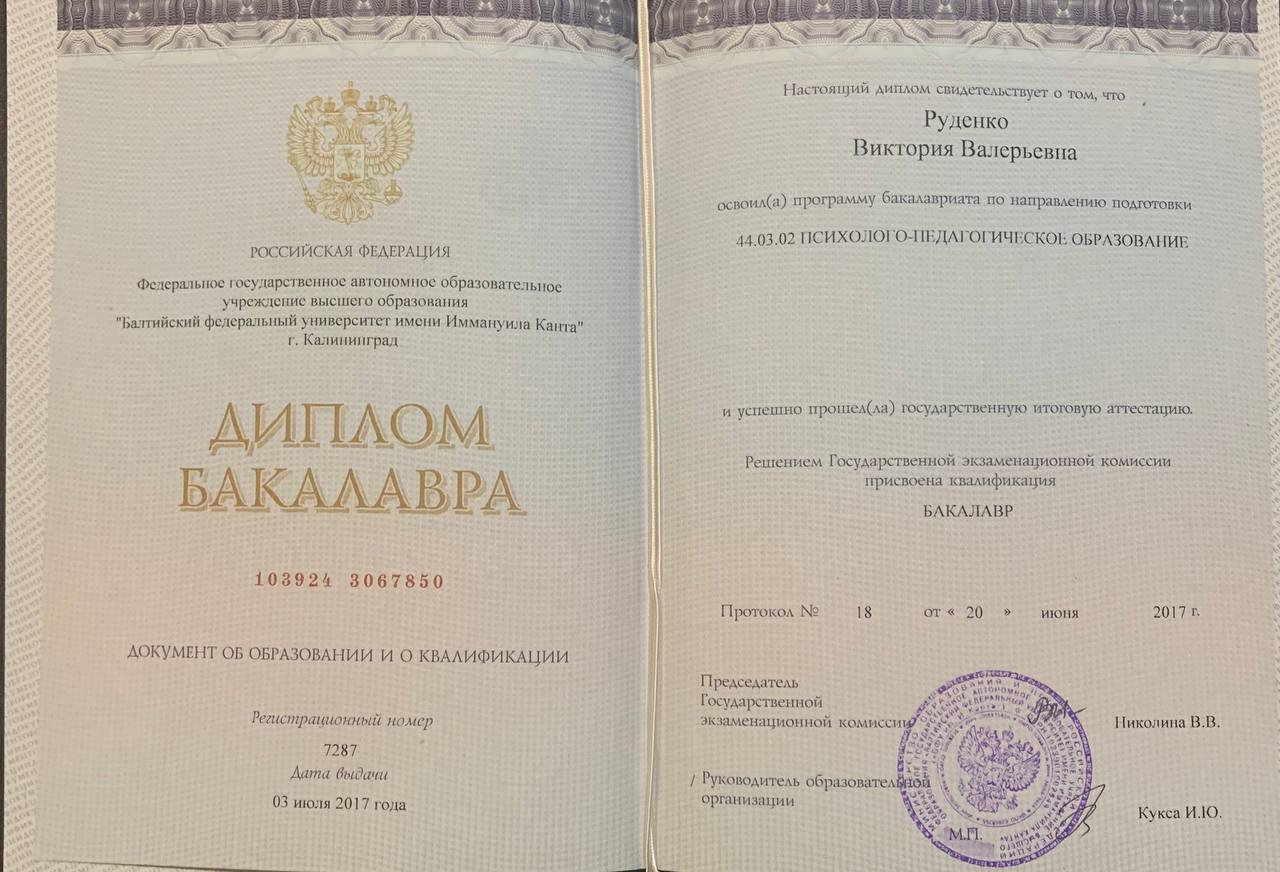 РОССИЙСКАЯ ФЕДЕРАЦИЯ
Федеральное государственное автономное образовательное
учреждение высшего образования
"Балтийский федеральный университет имени Иммануила Канта"
г. Калининград
ДИПЛОМ
БАКАЛАВРА
103924 3067850
ДОКУМЕНТ ОБ ОБРАЗОВАНИИ И О КВАЛИФИКАЦИИ
Регистрационный номер
7287
Дата выдачи
03 июля 2017 года
Настоящий диплом свидетельствует о том, что
Руденко
Виктория Валерьевна
освоил(а) программу бакалавриата по направлению подготовки
44.03.02 ПСИХОЛОГО-ПЕДАГОГИЧЕСКОЕ ОБРАЗОВАНИЕ
и успешно прошел(ла) государственную итоговую аттестацию.
Решением Государственной экзаменационной комиссии
присвоена квалификация
БАКАЛАВР
Протокол № 18 от « 20 » июня 2017 г.
Председатель
Государственной
экзаменационной комиссии Николина В.В.
/ Руководитель образовательной
организации Кукса И.Ю.
М.П.